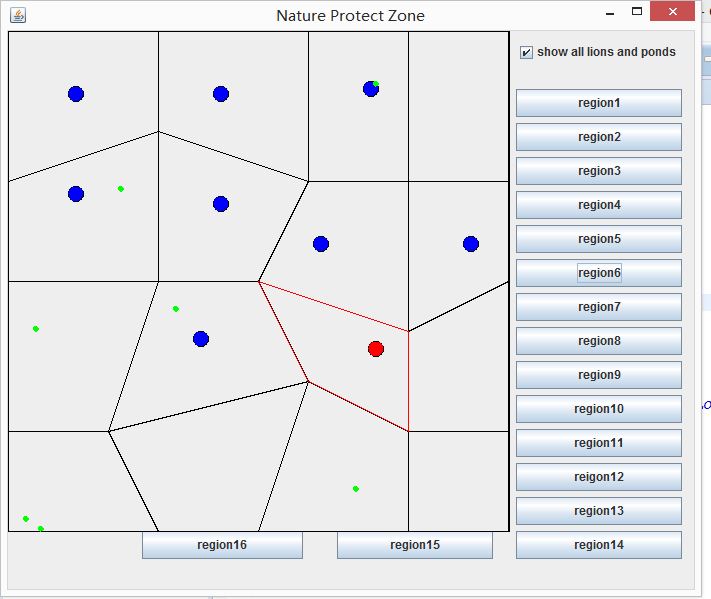 Nature Protect Zone
show all lions and ponds
region1
region2
region3
region4
region5
region6
region7
region8
region9
region10
region11
reigon12
region13
region16
region15
region14